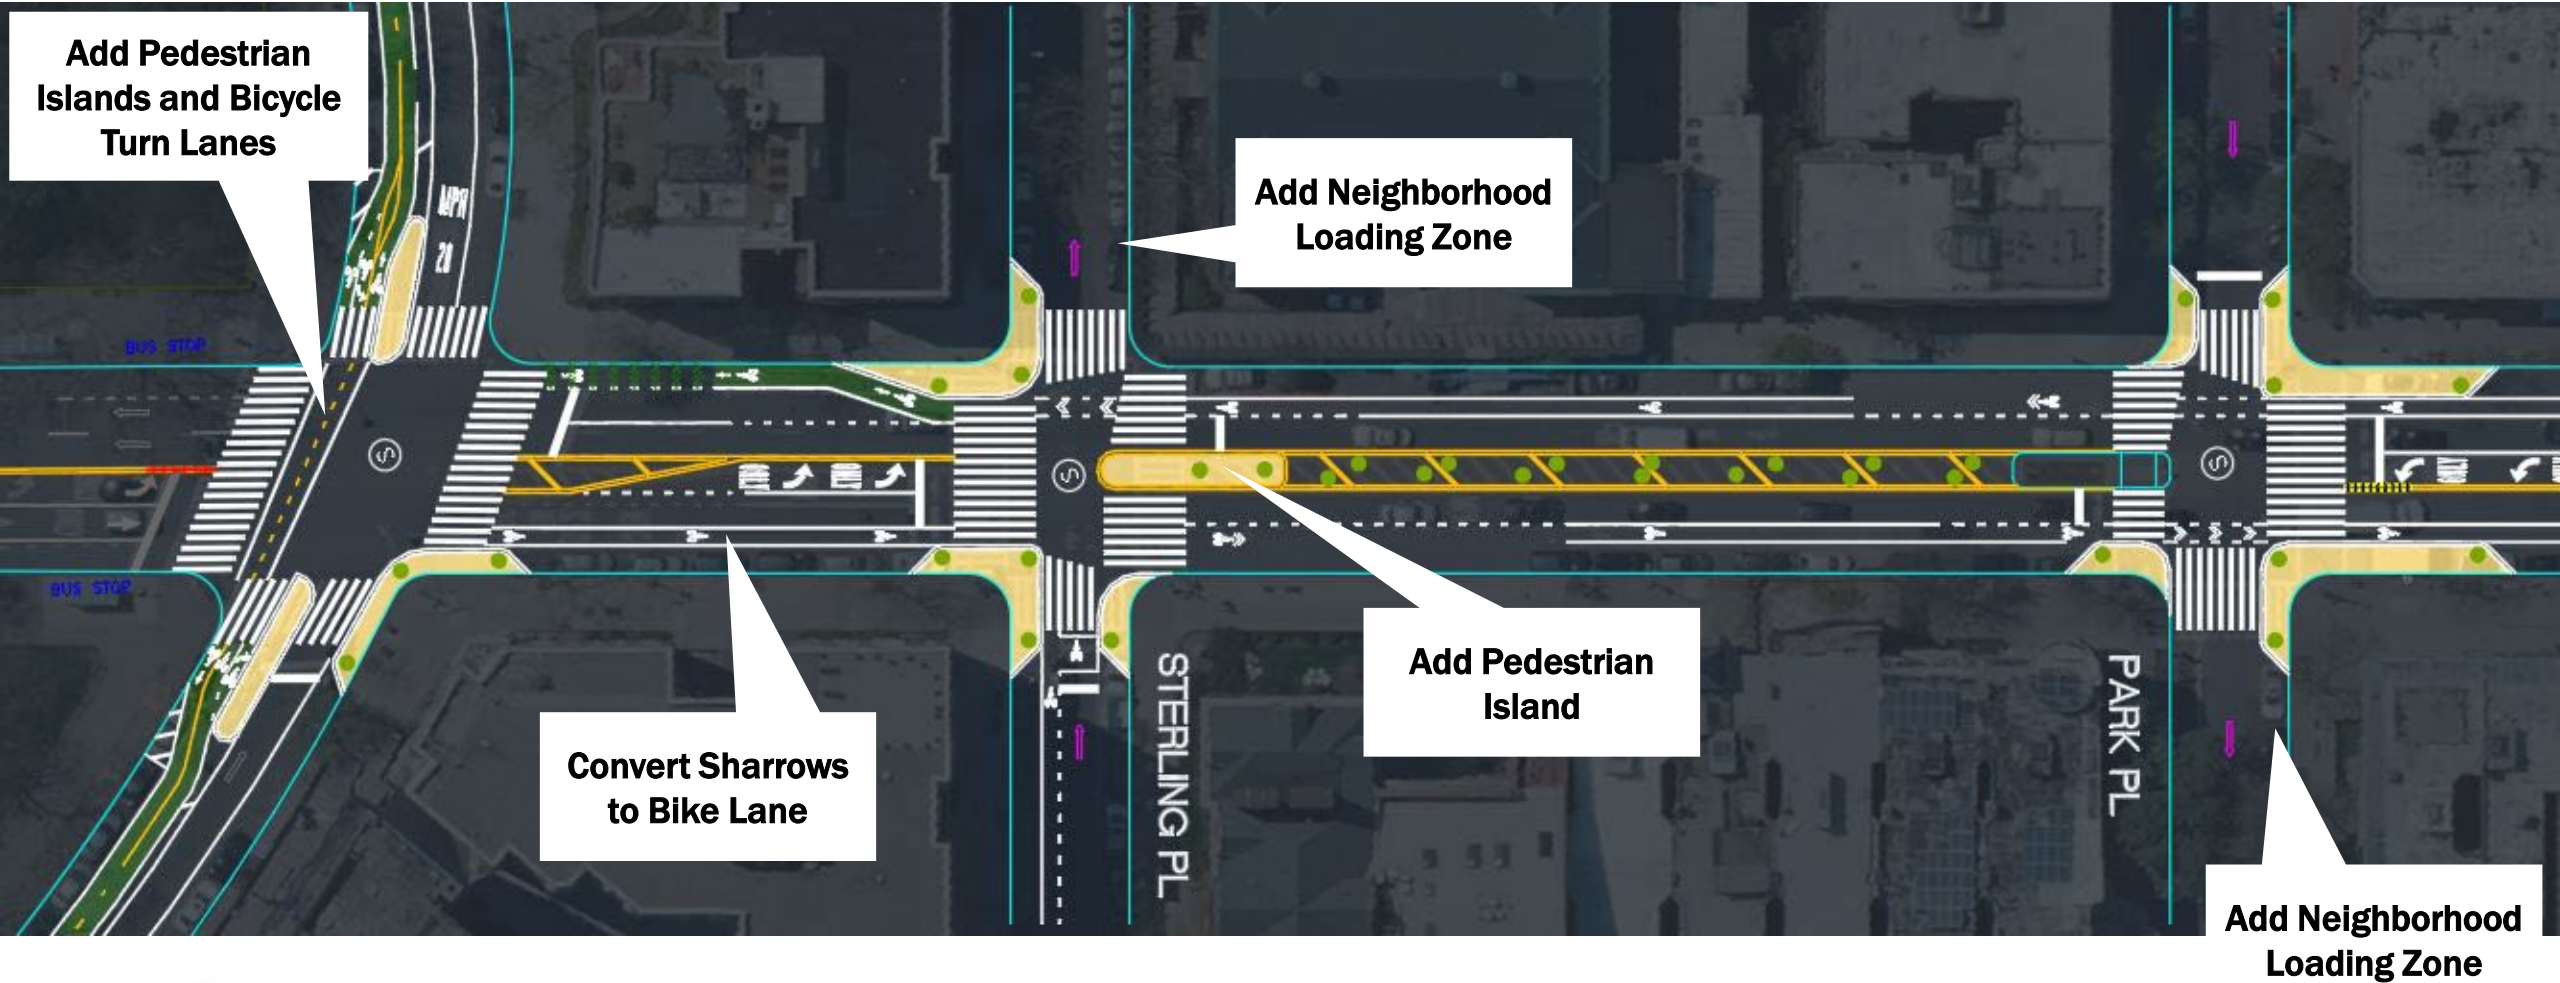 Add Pedestrian
Islands and Bicycle
Turn Lanes
MPH
20
BUS STOP
BUS STOP
Add Neighborhood
Loading Zone
ONLY
Convert Sharrows
to Bike Lane
STERLING PL
Add Pedestrian
Island
PARK PL
Add Neighborhood
Loading Zone